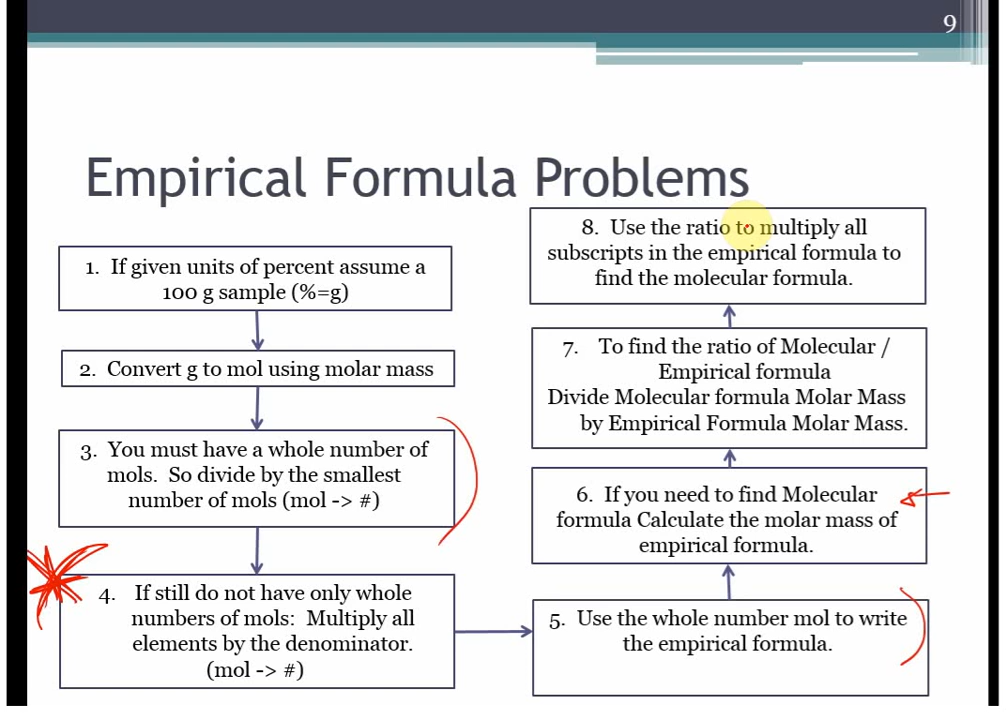 9
Empirical Formula Problems
1. If given units of percent assume a
100 g sample (%=g)
2. Convert g to mol using molar mass
3. You must have a whole number of
mols. So divide by the smallest
number of mols (mol -> #)
4. If still do not have only whole
numbers of mols: Multiply all
elements by the denominator.
(mol -> #)
5. Use the whole number mol to write
the empirical formula.
6. If you need to find Molecular
formula Calculate the molar mass of
empirical formula.
7. To find the ratio of Molecular /
Empirical formula
Divide Molecular formula Molar Mass
by Empirical Formula Molar Mass.
8. Use the ratio to multiply all
subscripts in the empirical formula to
find the molecular formula.